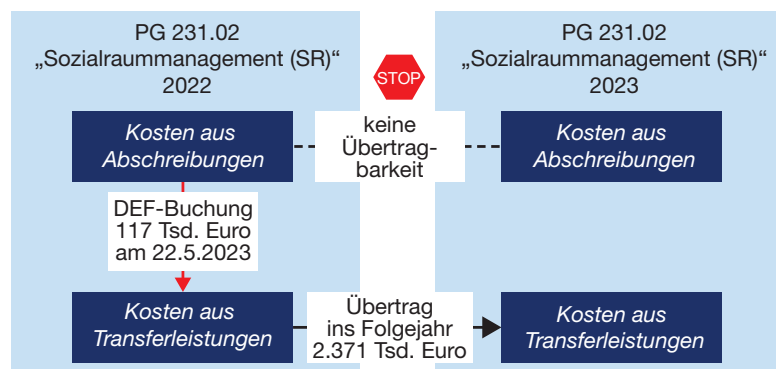 PG 231.02
„Sozialraummanagement (SR)“
2022
PG 231.02
„Sozialraummanagement (SR)“
2023
STOP
Kosten aus
Abschreibungen
keine
Übertrag-
barkeit
Kosten aus
Abschreibungen
DEF-Buchung
117 Tsd. Euro
am 22.5.2023
Kosten aus
Transferleistungen
Übertrag
ins Folgejahr
2.371 Tsd. Euro
Kosten aus
Transferleistungen